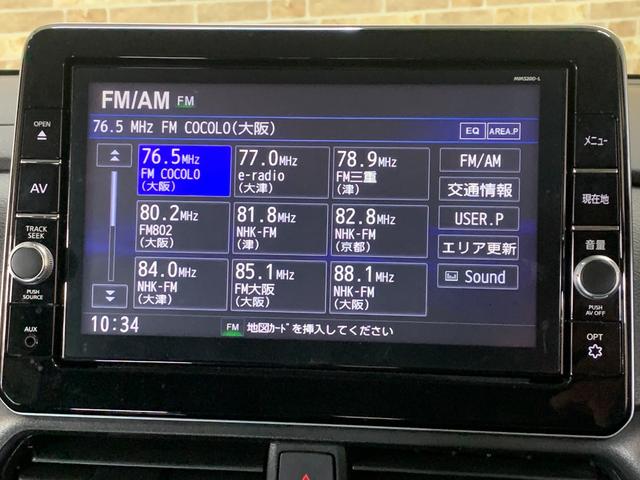 MM520D-L
FM/AM FM
76.5 MHz FM COCOLO(大阪)
EQ AREA.P
76.5MHz
FM COCOLO
(大阪)
77.0MHz
e-radio
(大津)
78.9MHz
FM三重
(津)
80.2MHz
FM802
(大阪)
81.8MHz
NHK-FM
(津)
82.8MHz
NHK-FM
(京都)
84.0MHz
NHK-FM
(大津)
85.1MHz
FM大阪
(大阪)
88.1MHz
NHK-FM
(大阪)
FM/AM
交通情報
USER.P
エリア更新
Sound
10:34
FM 地図ｶｰﾄﾞを挿入してください
OPEN
AV
TRACK
SEEK
PUSH
SOURCE
AUX
メニュー
現在地
音量
PUSH
AV OFF
OPT